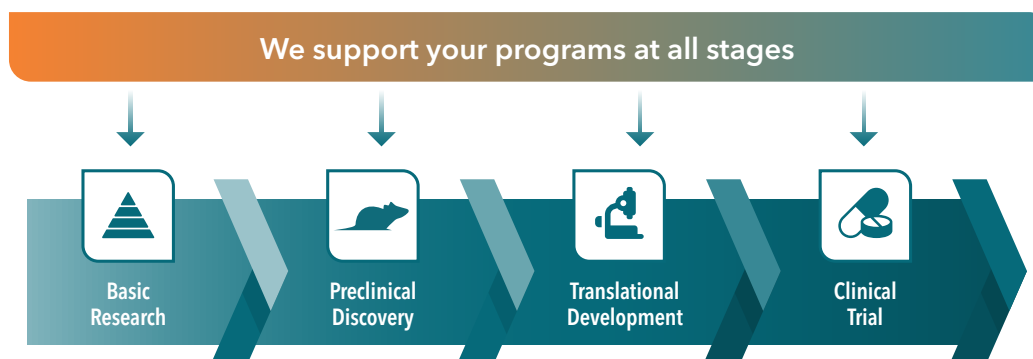 We support your programs at all stages
Basic
Research
Preclinical
Discovery
Translational
Development
Clinical
Trial